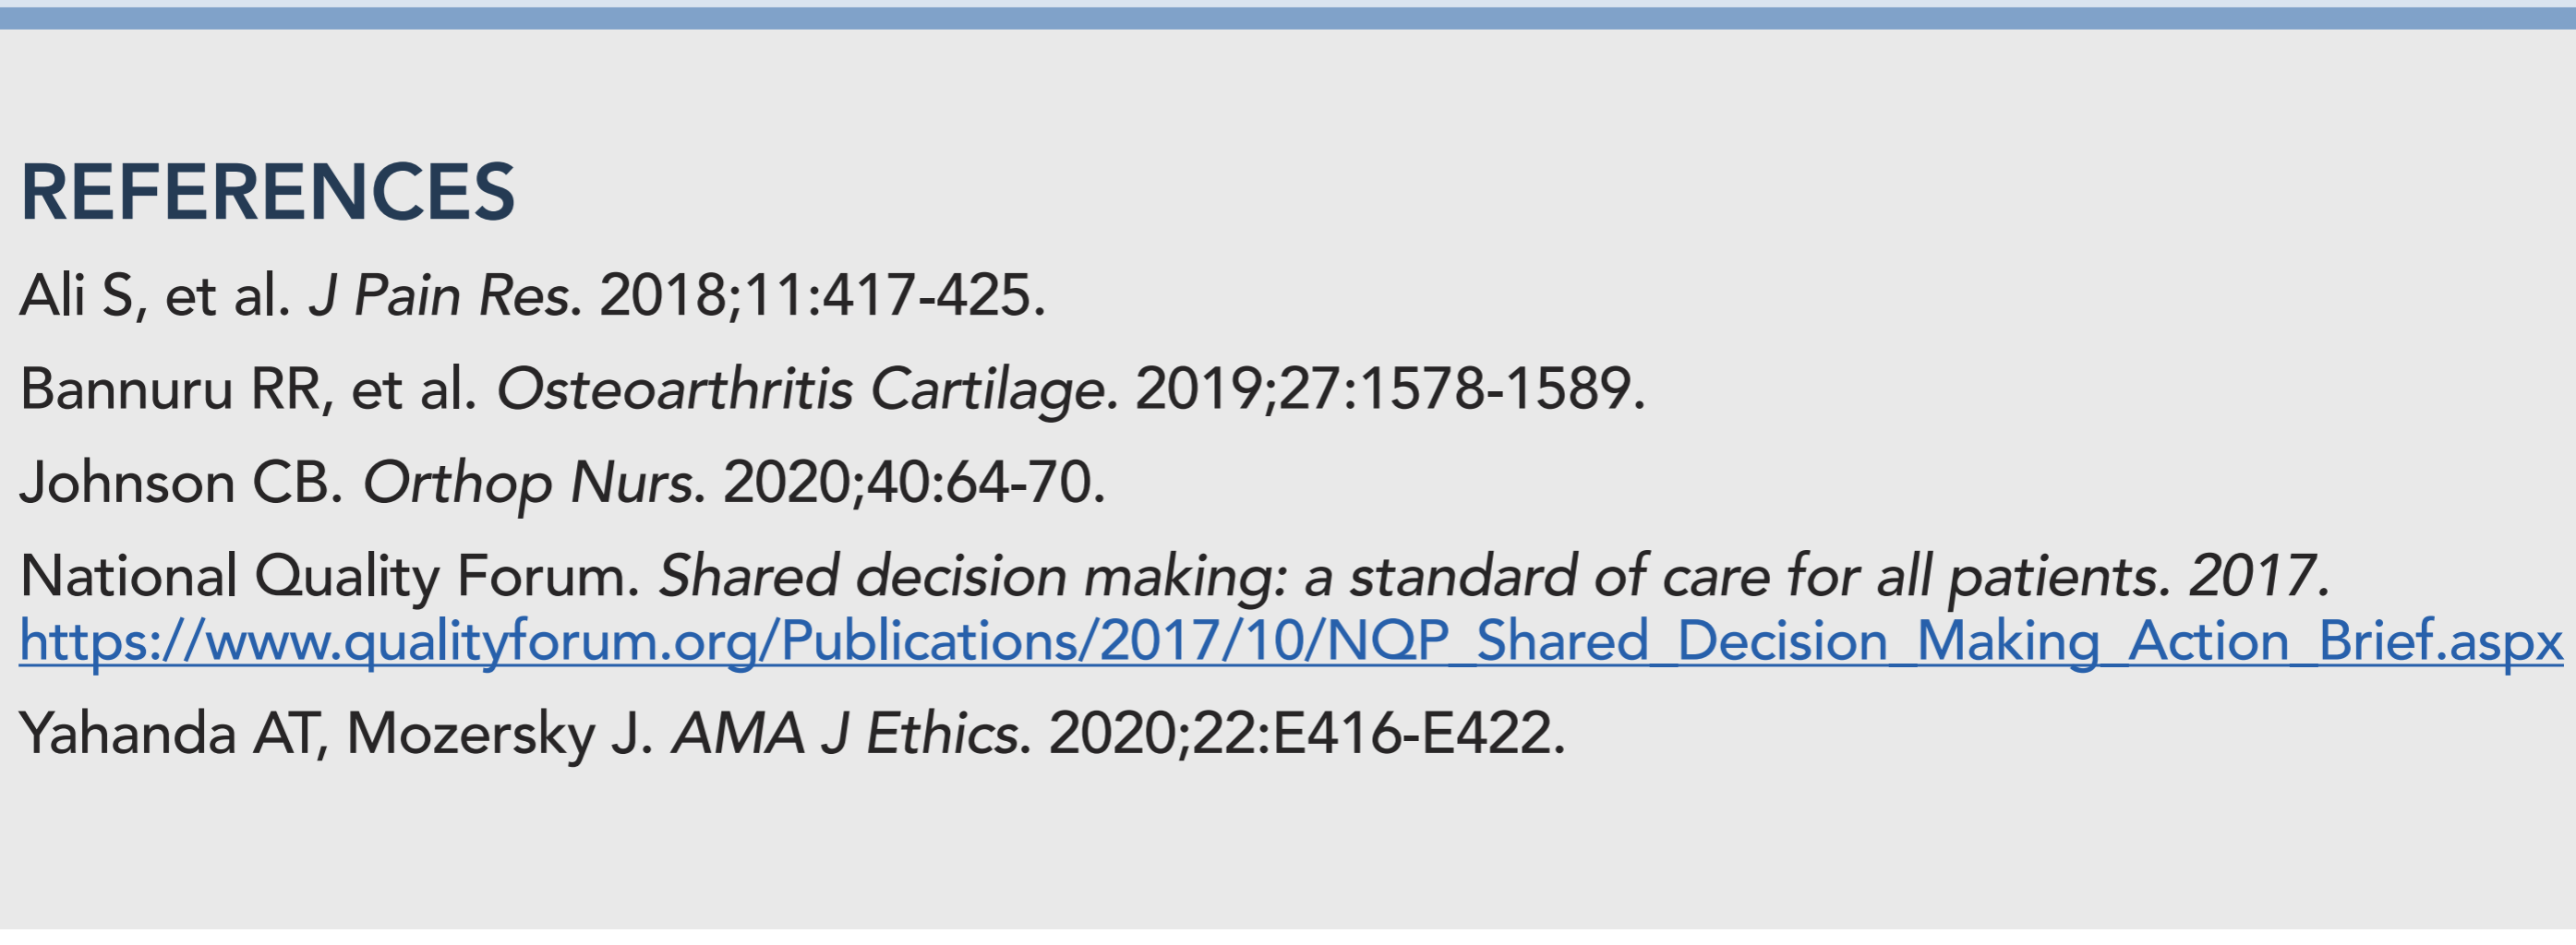 REFERENCES
Ali S, et al. J Pain Res. 2018;11:417-425.
Bannuru RR, et al. Osteoarthritis Cartilage. 2019;27:1578-1589.
Johnson CB. Orthop Nurs. 2020;40:64-70.
National Quality Forum. Shared decision making: a standard of care for all patients. 2017.
https://www.qualityforum.org/Publications/2017/10/NQP_Shared_Decision_Making_Action_Brief.aspx
Yahanda AT, Mozersky J. AMA J Ethics. 2020;22:E416-E422.